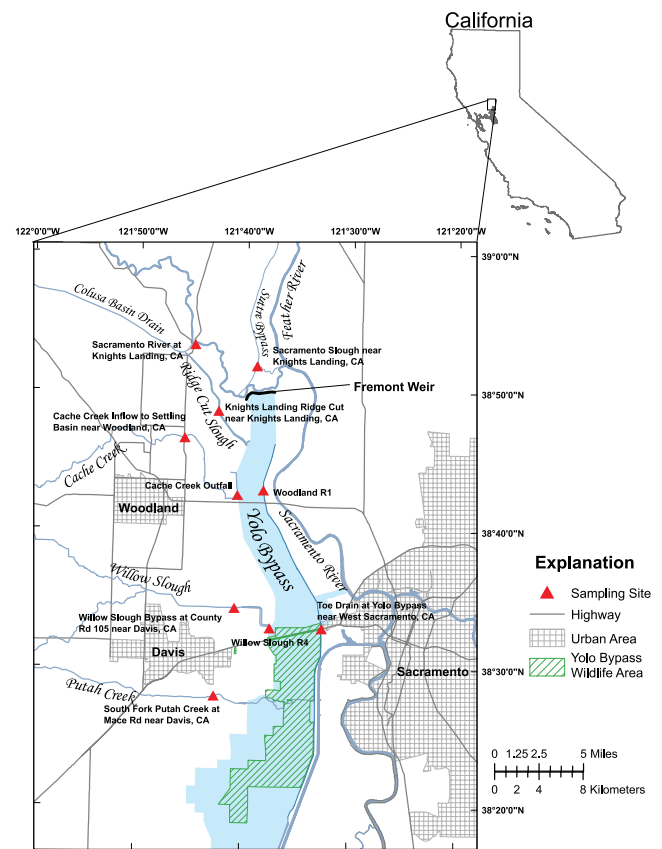 California
122°0'0"W
121°50'0"W
121°40'0"W
121°30'0"W
121°20'0"W
39°0'0"N
Colusa Basin Drain
Sutter Bypass
Feather River
Sacramento River at
Knights Landing, CA
Sacramento Slough near
Knights Landing, CA
Ridge Cut Slough
Fremont Weir
38°50'0"N
Cache Creek Inflow to Settling
Basin near Woodland, CA
Knights Landing Ridge Cut
near Knights Landing, CA
Cache Creek
Cache Creek Outfall
Woodland R1
Woodland
Yolo Bypass
Sacramento River
38°40'0"N
Willow Slough
Willow Slough Bypass at County
Rd 105 near Davis, CA
Toe Drain at Yolo Bypass
near West Sacramento, CA
Willow Slough R4
Davis
Sacramento
38°30'0"N
Putah Creek
South Fork Putah Creek at
Mace Rd near Davis, CA
38°20'0"N
Explanation
Sampling Site
Highway
Urban Area
Yolo Bypass
Wildlife Area
0 1.25 2.5 5 Miles
0 2 4 8 Kilometers